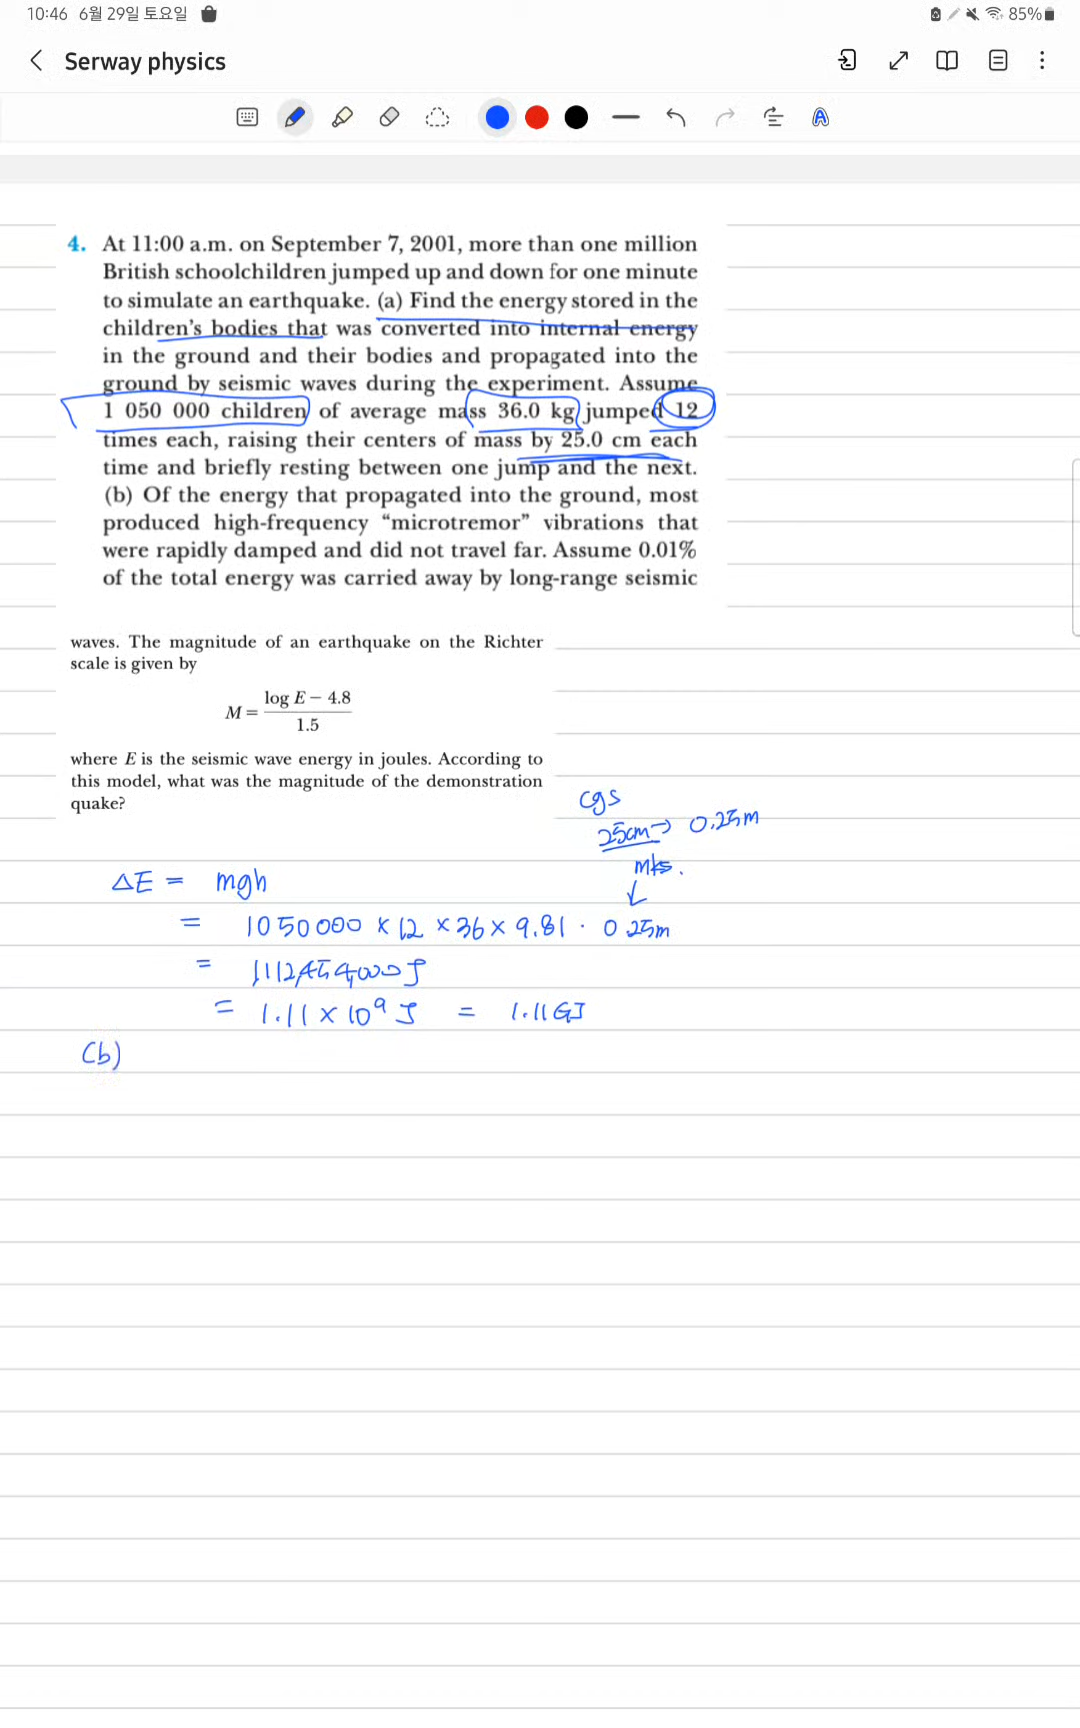 10:46 6월 29일 토요일
85%
Serway physics
A
4. At 11:00 a.m. on September 7, 2001, more than one million
British schoolchildren jumped up and down for one minute
to simulate an earthquake. (a) Find the energy stored in the
children's bodies that was converted into internal energy
in the ground and their bodies and propagated into the
ground by seismic waves during the experiment. Assume
1 050 000 children of average mass 36.0 kg jumped 12
times each, raising their centers of mass by 25.0 cm each
time and briefly resting between one jump and the next.
(b) Of the energy that propagated into the ground, most
produced high-frequency “microtremor” vibrations that
were rapidly damped and did not travel far. Assume 0.01%
of the total energy was carried away by long-range seismic
waves. The magnitude of an earthquake on the Richter
scale is given by
M = (log E − 4.8) / 1.5
where E is the seismic wave energy in joules. According to
this model, what was the magnitude of the demonstration
quake?
cgs
25cm → 0.25m
mks.
↓
ΔE = mgh
= 1050000 × 12 × 36 × 9.81 · 0.25m
= 1112454000J
= 1.11 × 10⁹ J = 1.11 GJ
(b)